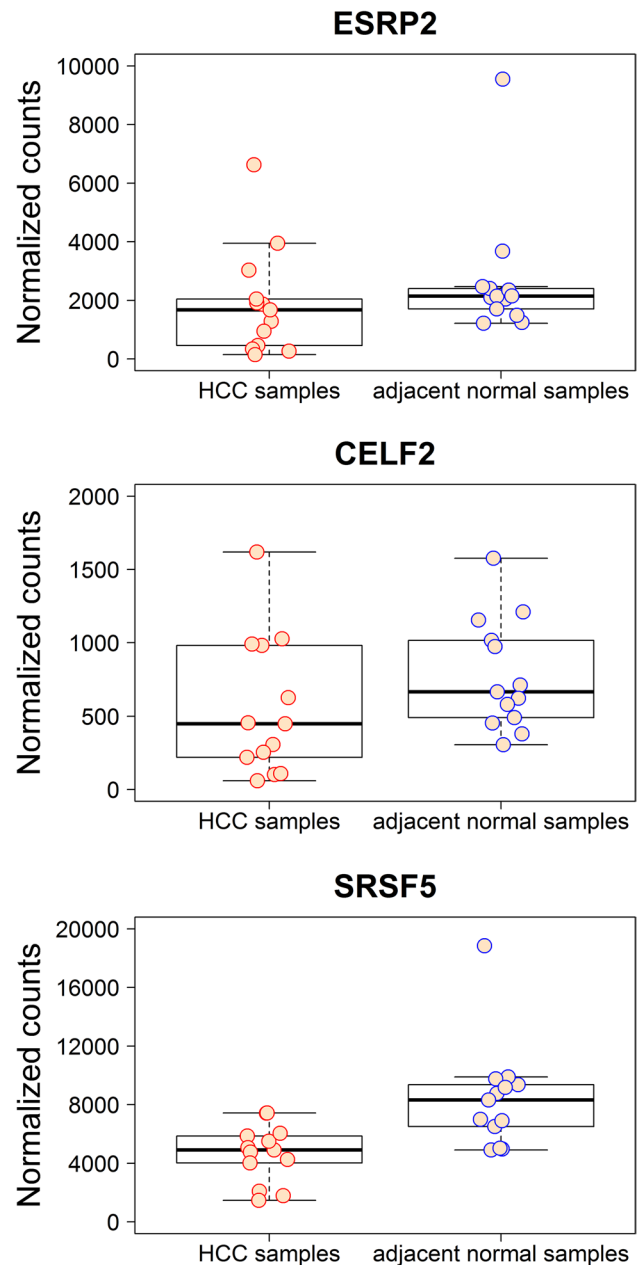 ESRP2
Normalized counts
10000
8000
6000
4000
2000
0
HCC samples
adjacent normal samples
CELF2
Normalized counts
2000
1500
1000
500
0
HCC samples
adjacent normal samples
SRSF5
Normalized counts
20000
16000
12000
8000
4000
0
HCC samples
adjacent normal samples